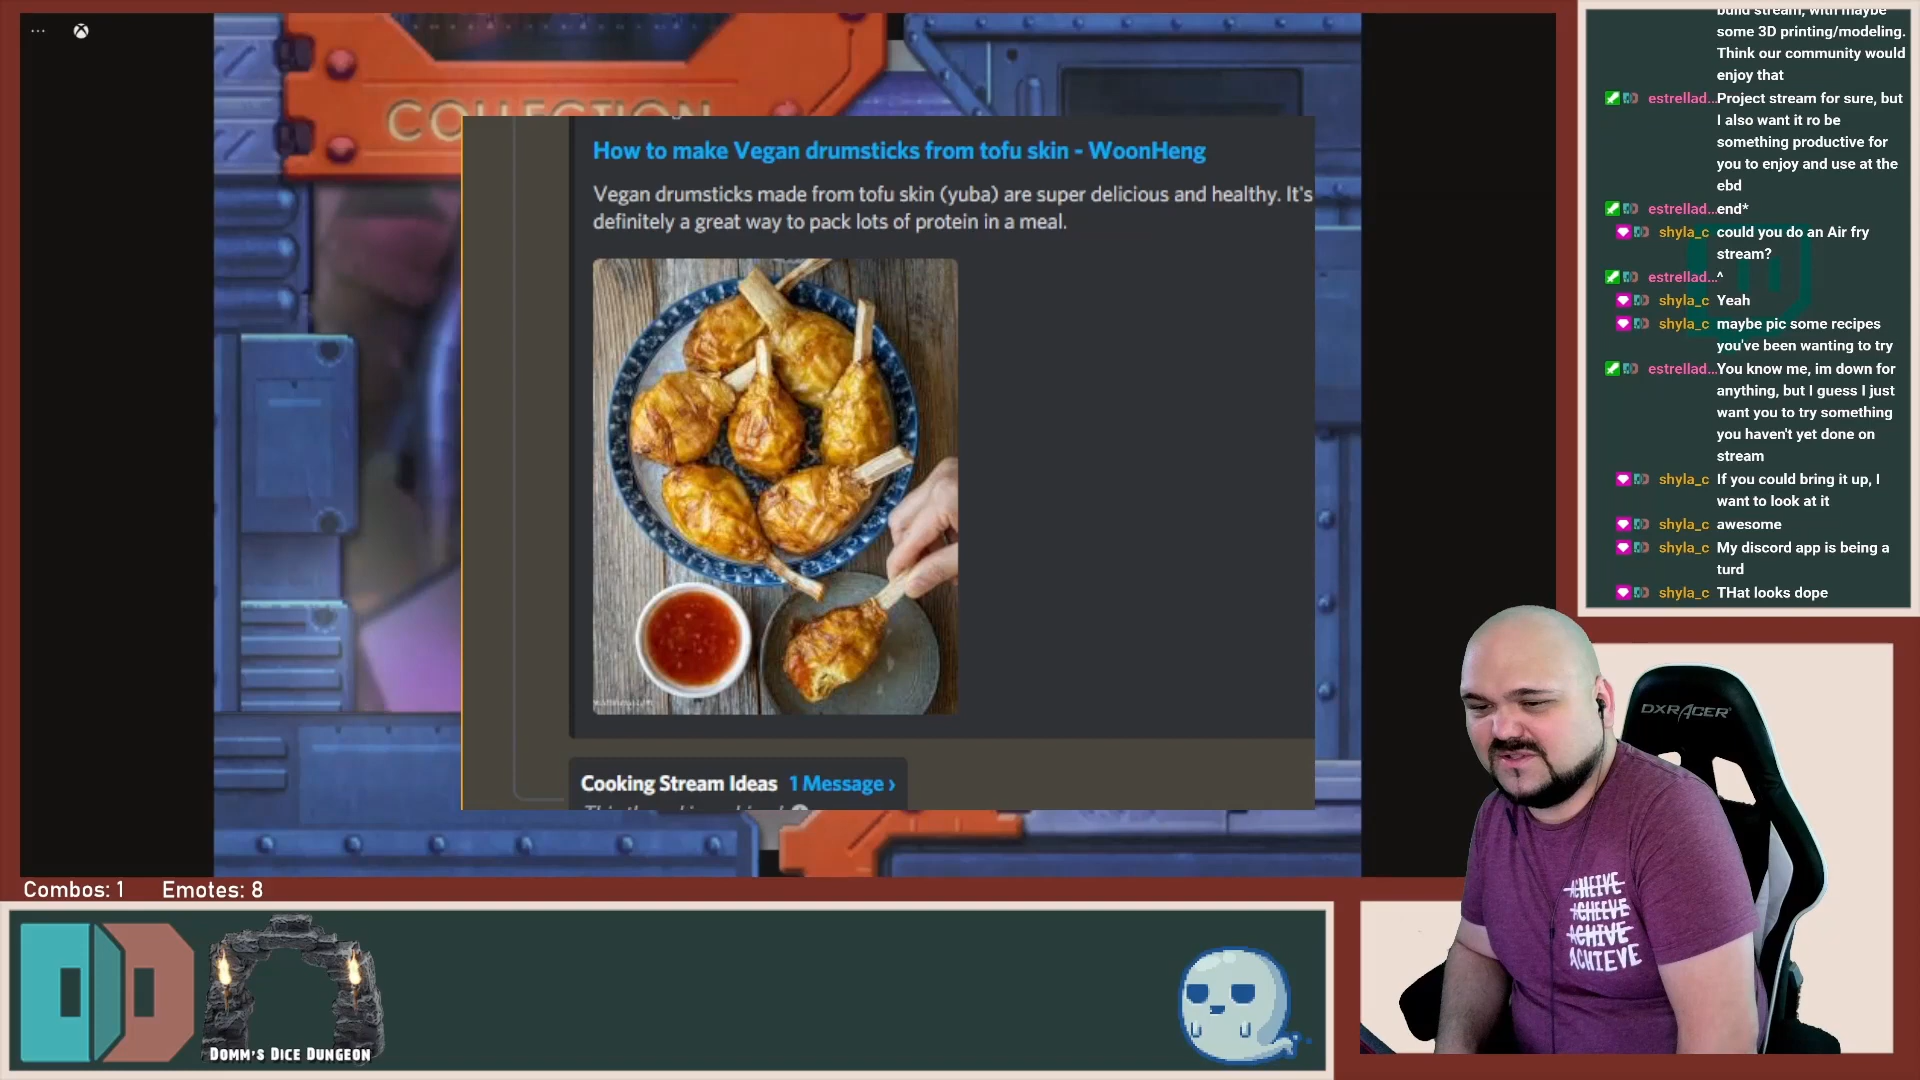 COLLECTION
How to make Vegan drumsticks from tofu skin - WoonHeng
Vegan drumsticks made from tofu skin (yuba) are super delicious and healthy. It's
definitely a great way to pack lots of protein in a meal.
Cooking Stream Ideas 1 Message ›
build stream, with maybe
some 3D printing/modeling.
Think our community would
enjoy that
estrellad... Project stream for sure, but
I also want it ro be
something productive for
you to enjoy and use at the
ebd
estrellad... end*
shyla_c could you do an Air fry
stream?
estrellad... ^
shyla_c Yeah
shyla_c maybe pic some recipes
you've been wanting to try
estrellad... You know me, im down for
anything, but I guess I just
want you to try something
you haven't yet done on
stream
shyla_c If you could bring it up, I
want to look at it
shyla_c awesome
shyla_c My discord app is being a
turd
shyla_c THat looks dope
DXRACER
ACHEIVE
ACHEEVE
ACHIVE
ACHIEVE
Combos: 1 Emotes: 8
DOMM'S DICE DUNGEON